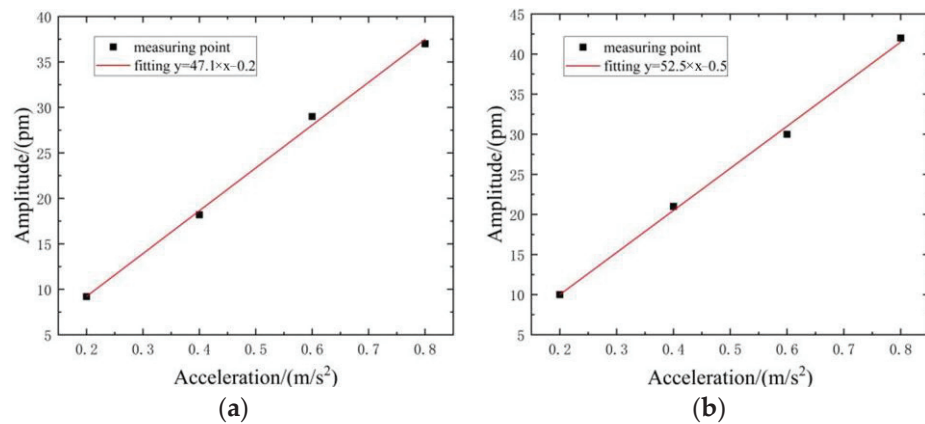 40
35
30
25
20
15
10
5
Amplitude/(pm)
measuring point
fitting y=47.1×x−0.2
0.2 0.3 0.4 0.5 0.6 0.7 0.8
Acceleration/(m/s²)
(a)
45
40
35
30
25
20
15
10
5
Amplitude/(pm)
measuring point
fitting y=52.5×x−0.5
0.2 0.3 0.4 0.5 0.6 0.7 0.8
Acceleration/(m/s²)
(b)